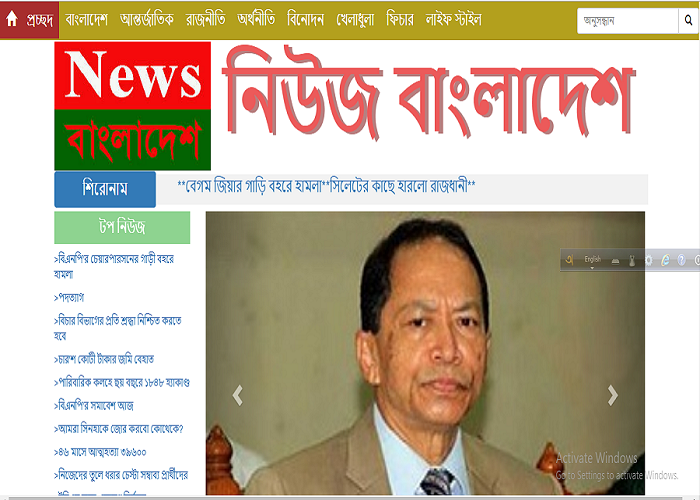 প্রচ্ছদ বাংলাদেশ আন্তর্জাতিক রাজনীতি অর্থনীতি বিনোদন খেলাধুলা ফিচার লাইফ স্টাইল অনুসন্ধান
News
বাংলাদেশ
নিউজ বাংলাদেশ
শিরোনাম **বেগম জিয়ার গাড়ি বহরে হামলা**সিলেটের কাছে হারলো রাজধানী**
টপ নিউজ
>বিএনপি'র চেয়ারপারসনের গাড়ী বহরে
হামলা
>পদত্যাগ
>বিচার বিভাগের প্রতি শ্রদ্ধা নিশ্চিত করতে
হবে
>চারশ কোটী টাকার জমি বেহাত
>পারিবারিক কলহে ছয় বছরে ১৮৪৮ হ্যাকাণ্ড
>বিএনপি'র সমাবেশ আজ
>আমরা সিনহাকে জোর করবো কোথেকে?
>৪৬ মাসে আত্মহত্যা ৩৯৬০০
>নিজেদের তুলে ধরার চেস্টা সম্বাব্য প্রার্থীদের
English
Activate Windows
Go to Settings to activate Windows.